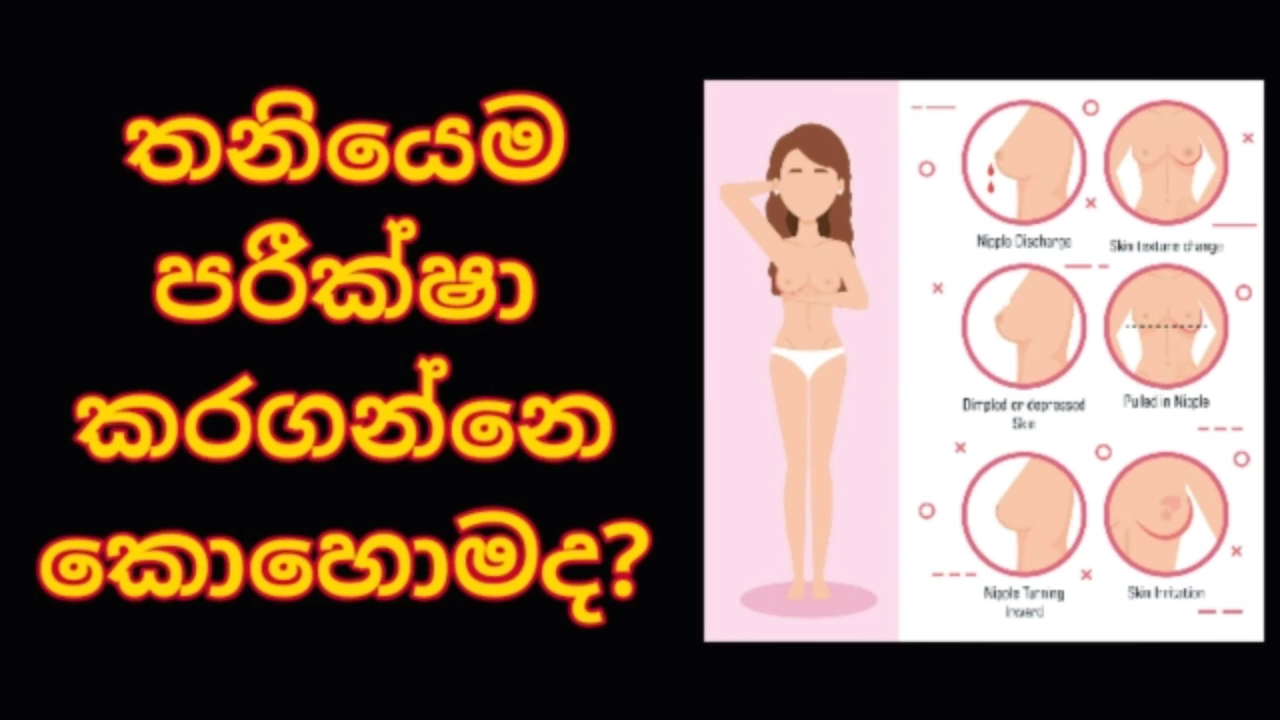 තනියෙම
පරීක්ෂා
කරගන්නෙ
කොහොමද?
Nipple Discharge
Skin texture change
Dimpled or depressed
Skin
Pulled in Nipple
Nipple Turning
Inward
Skin Irritation